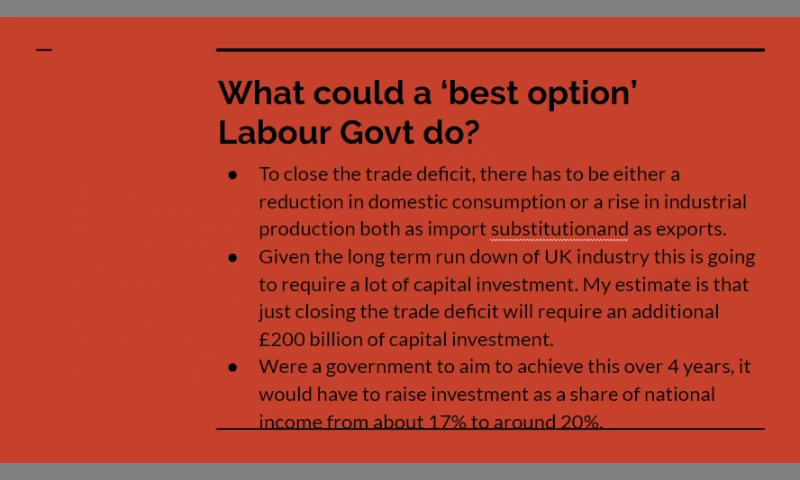 What could a ‘best option’
Labour Govt do?
● To close the trade deficit, there has to be either a
reduction in domestic consumption or a rise in industrial
production both as import substitutionand as exports.
● Given the long term run down of UK industry this is going
to require a lot of capital investment. My estimate is that
just closing the trade deficit will require an additional
£200 billion of capital investment.
● Were a government to aim to achieve this over 4 years, it
would have to raise investment as a share of national
income from about 17% to around 20%.